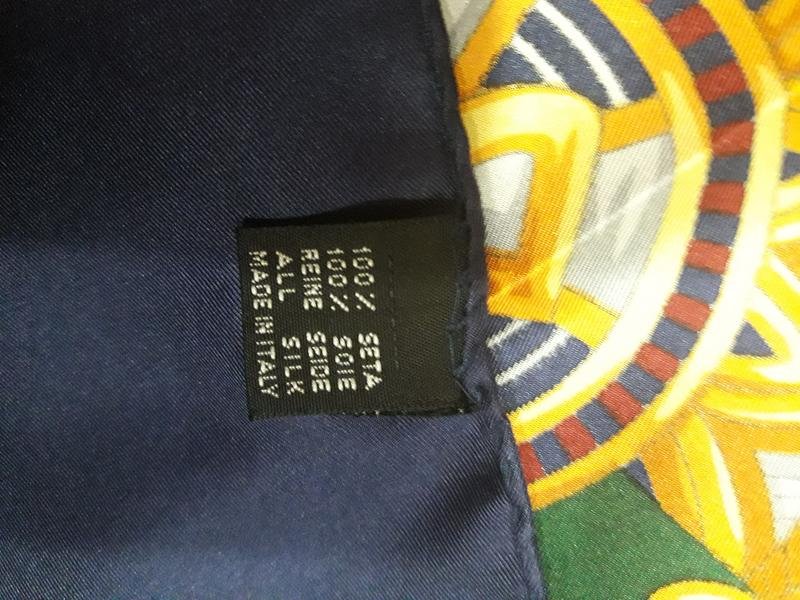 100% SETA
100% SOIE
REINE SEIDE
ALL SILK
MADE IN ITALY